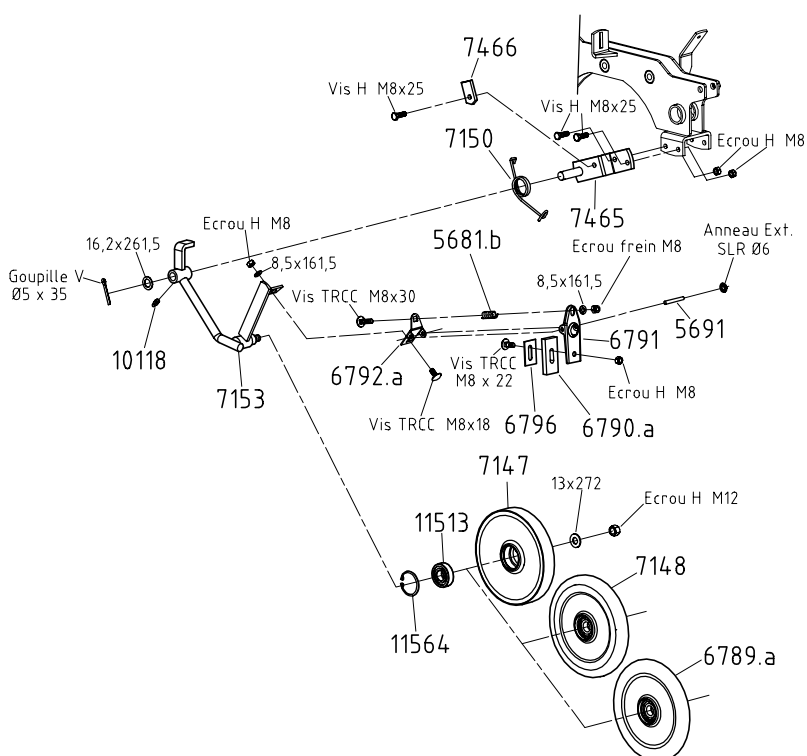 7466
Vis H M8x25
Vis H M8x25
7150
Ecrou H M8
7465
Ecrou H M8
16,2x261,5
8,5x161,5
Goupille V
Ø5 x 35
5681.b
Ecrou frein M8
8,5x161,5
Anneau Ext.
SLR Ø6
Vis TRCC M8x30
10118
7153
6792.a
Vis TRCC
M8 x 22
6791
5691
Ecrou H M8
Vis TRCC M8x18
6796
6790.a
7147
13x272
Ecrou H M12
11513
7148
11564
6789.a